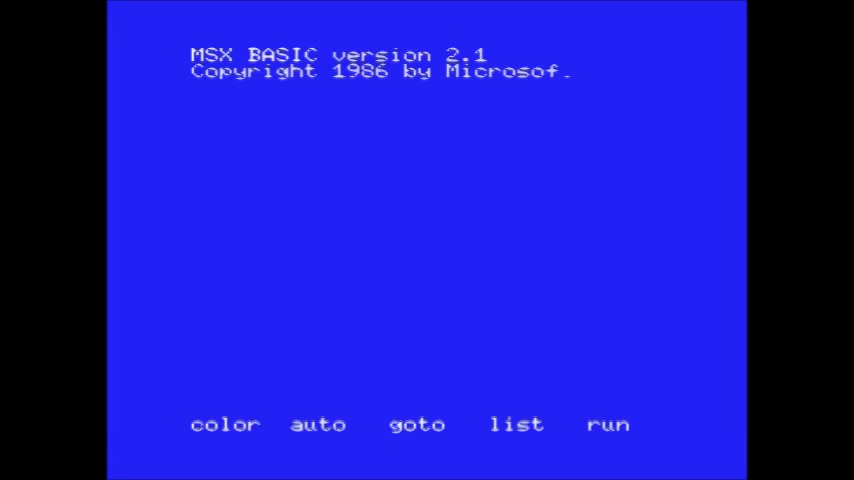 MSX BASIC version 2.1
Copyright 1986 by Microsof.
color auto goto list run